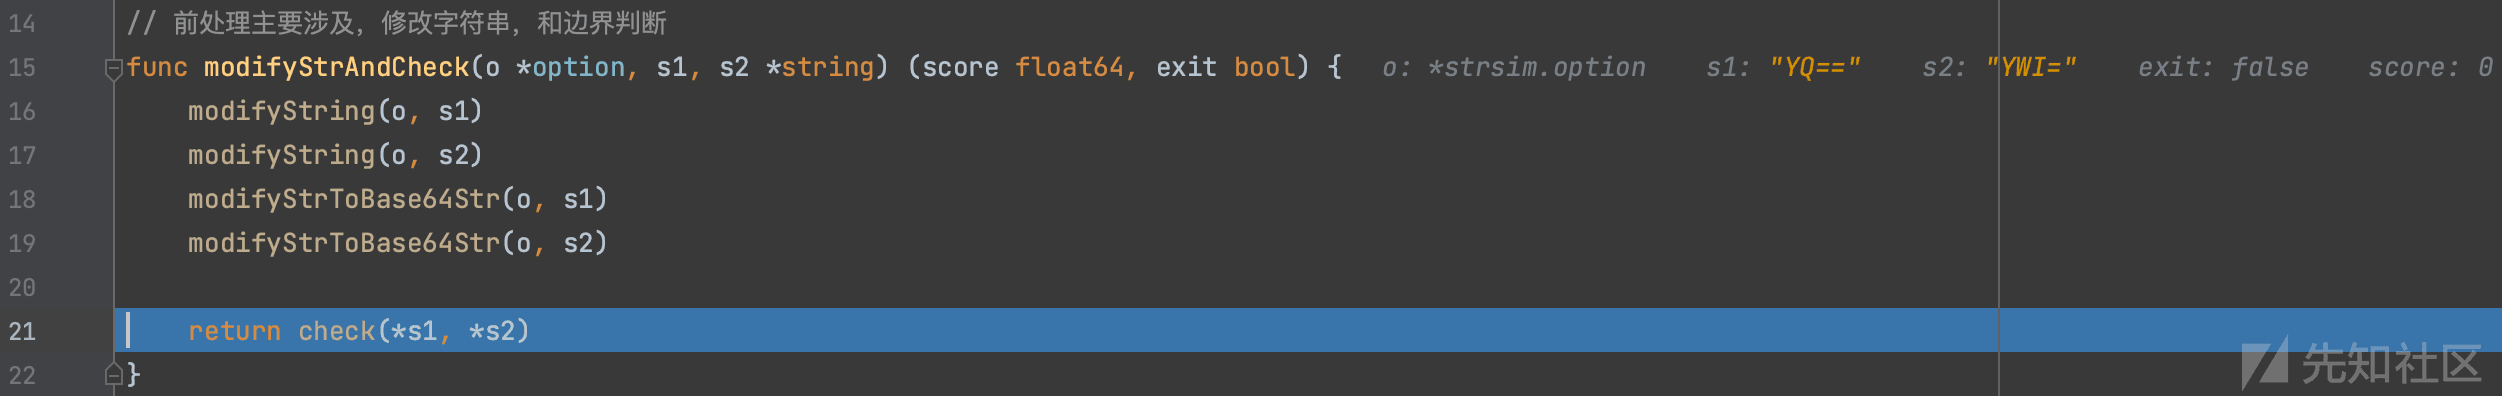 14 // 前处理主要涉及, 修改字符串, 和边界判断
15 func modifyStrAndCheck(o *option, s1, s2 *string) (score float64, exit bool) { o: *strsim.option s1: "YQ==" s2: "YWI=" exit: false score: 0
16 modifyString(o, s1)
17 modifyString(o, s2)
18 modifyStrToBase64Str(o, s1)
19 modifyStrToBase64Str(o, s2)
20
21 return check(*s1, *s2)
22 }
先知社区